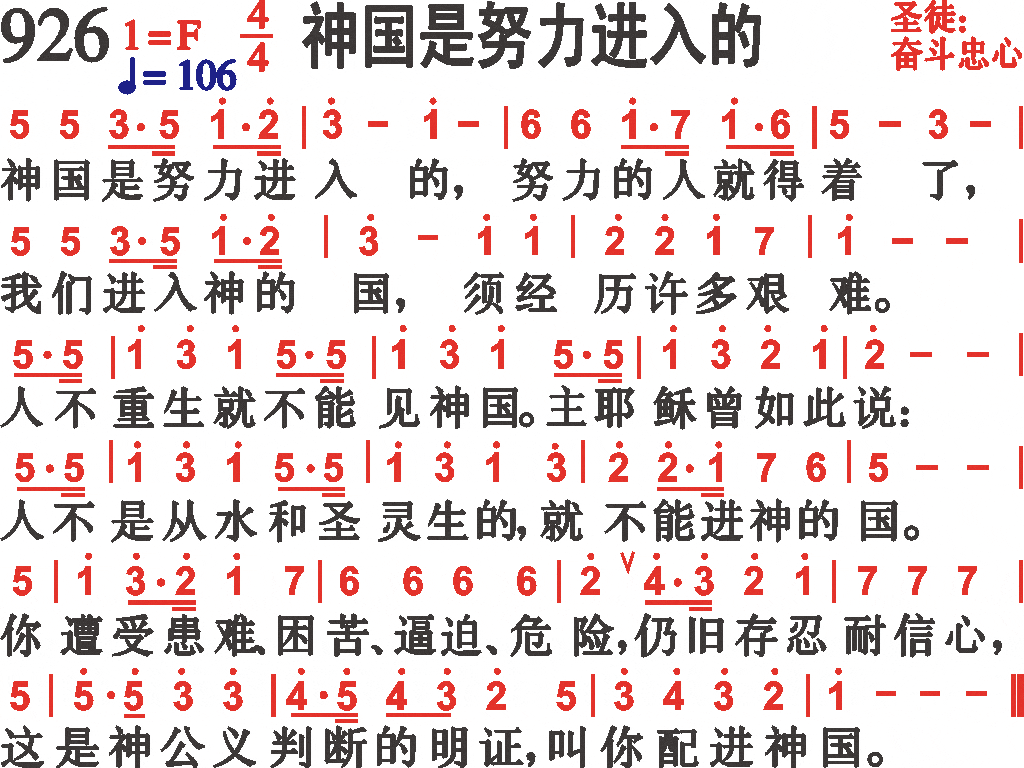 926 1=F 4/4 神国是努力进入的 圣徒：
♩= 106 奋斗忠心
5 5 3·5 1̇·2̇ | 3̇ − 1̇ − | 6 6 1̇·7 1̇·6 | 5 − 3 − |
神国是努力进入 的，努力的人就得着 了，
5 5 3·5 1̇·2̇ | 3̇ − 1̇ 1̇ | 2̇ 2̇ 1̇ 7 | 1̇ − − |
我们进入神的 国，须经 历许多艰 难。
5·5 | 1̇ 3̇ 1̇ 5·5 | 1̇ 3̇ 1̇ 5·5 | 1̇ 3̇ 2̇ 1̇ | 2̇ − − |
人不重生就不能 见神国。主耶 稣曾如此说：
5·5 | 1̇ 3̇ 1̇ 5·5 | 1̇ 3̇ 1̇ 3̇ | 2̇ 2̇·1̇ 7 6 | 5 − − |
人不是从水和圣 灵生的，就 不能进神的 国。
5 | 1̇ 3̇·2̇ 1̇ 7 | 6 6 6 6 | 2̇ ∨ 4̇·3̇ 2̇ 1̇ | 7 7 7 |
你 遭受患难、困苦、逼迫、危 险，仍旧存忍 耐信心，
5 | 5̇·5̇ 3̇ 3̇ | 4̇·5̇ 4̇ 3̇ 2̇ 5 | 3̇ 4̇ 3̇ 2̇ | 1̇ − − − ‖
这是神公义 判断的明证，叫你 配进神国。